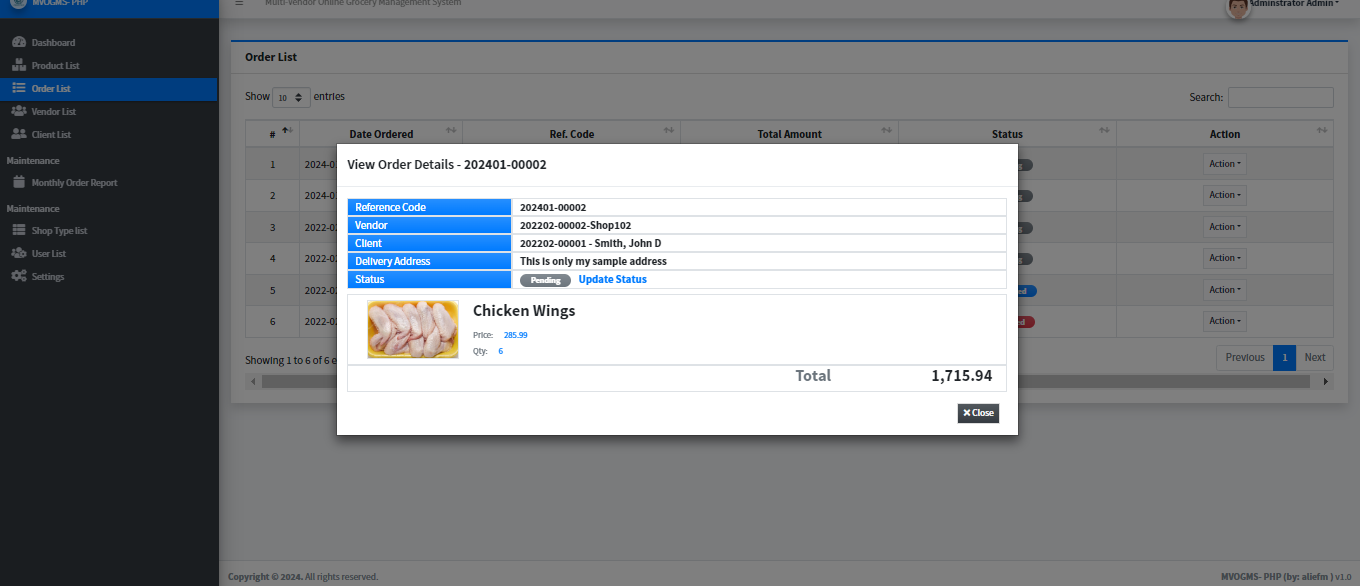 MVOGMS- PHP
Multi-Vendor Online Grocery Management System
Adminstrator Admin
Dashboard
Product List
Order List
Vendor List
Client List
Maintenance
Monthly Order Report
Maintenance
Shop Type list
User List
Settings
Order List
Show 10 entries
Search:
# Date Ordered Ref. Code Total Amount Status Action
1 2024-0 Action
2 2024-0 Action
3 2022-0 Action
4 2022-0 Action
5 2022-0 ed Action
6 2022-0 ed Action
Showing 1 to 6 of 6 e
Previous 1 Next
View Order Details - 202401-00002
Reference Code 202401-00002
Vendor 202202-00002-Shop102
Client 202202-00001 - Smith, John D
Delivery Address This is only my sample address
Status Pending Update Status
Chicken Wings
Price: 285.99
Qty: 6
Total 1,715.94
Close
Copyright © 2024. All rights reserved.
MVOGMS- PHP (by: aliefm ) v1.0